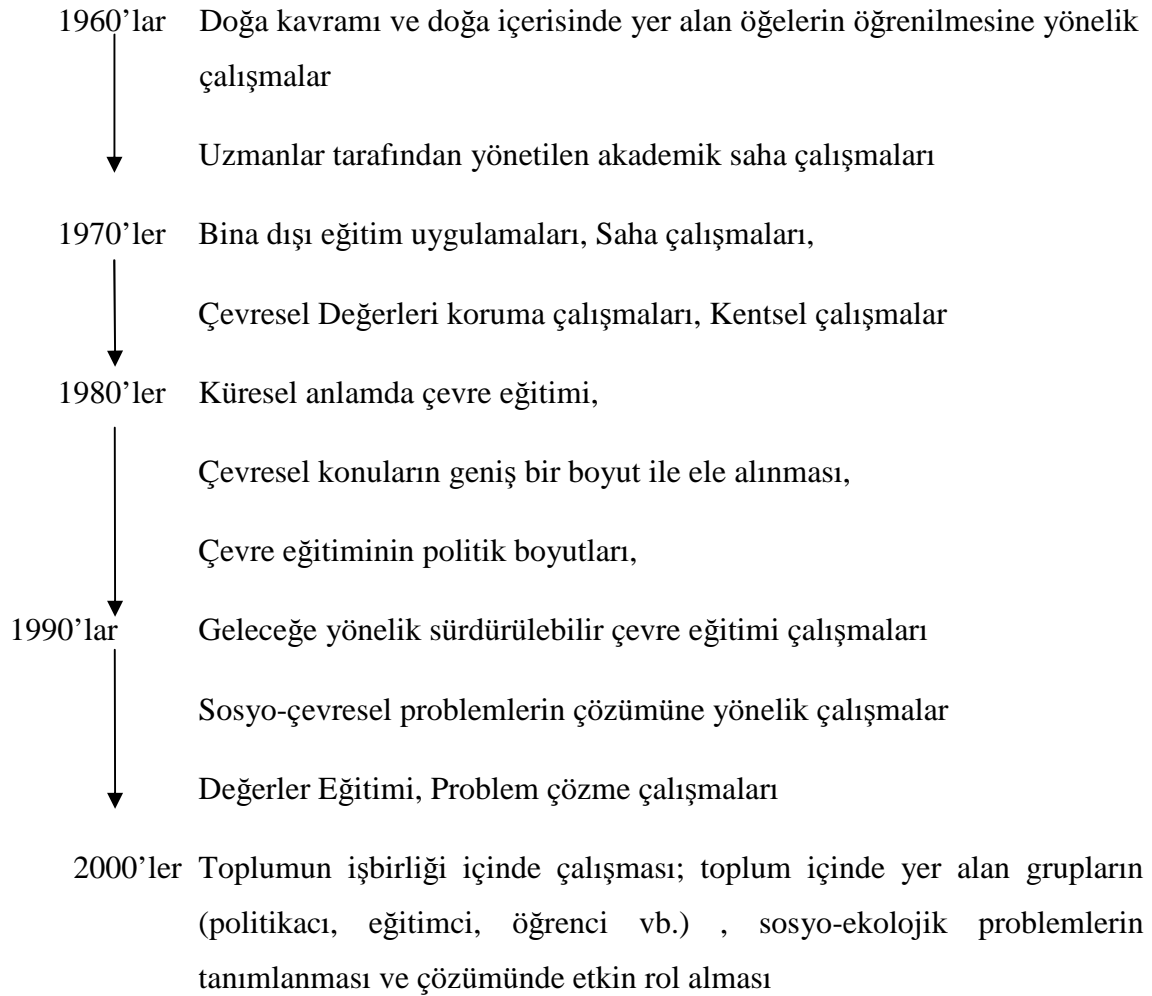 1960’lar Doğa kavramı ve doğa içerisinde yer alan öğelerin öğrenilmesine yönelik
çalışmalar
Uzmanlar tarafından yönetilen akademik saha çalışmaları
1970’ler Bina dışı eğitim uygulamaları, Saha çalışmaları,
Çevresel Değerleri koruma çalışmaları, Kentsel çalışmalar
1980’ler Küresel anlamda çevre eğitimi,
Çevresel konuların geniş bir boyut ile ele alınması,
Çevre eğitiminin politik boyutları,
1990’lar Geleceğe yönelik sürdürülebilir çevre eğitimi çalışmaları
Sosyo-çevresel problemlerin çözümüne yönelik çalışmalar
Değerler Eğitimi, Problem çözme çalışmaları
2000’ler Toplumun işbirliği içinde çalışması; toplum içinde yer alan grupların
(politikacı, eğitimci, öğrenci vb.) , sosyo-ekolojik problemlerin
tanımlanması ve çözümünde etkin rol alması